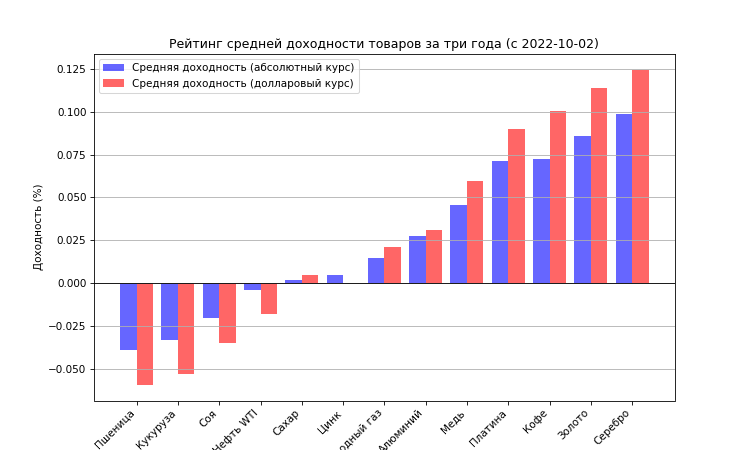 Рейтинг средней доходности товаров за три года (с 2022-10-02)
Средняя доходность (абсолютный курс)
Средняя доходность (долларовый курс)
Доходность (%)
0.125
0.100
0.075
0.050
0.025
0.000
−0.025
−0.050
Пшеница
Кукуруза
Соя
Нефть WTI
Сахар
Цинк
одный газ
Алюминий
Медь
Платина
Кофе
Золото
Серебро